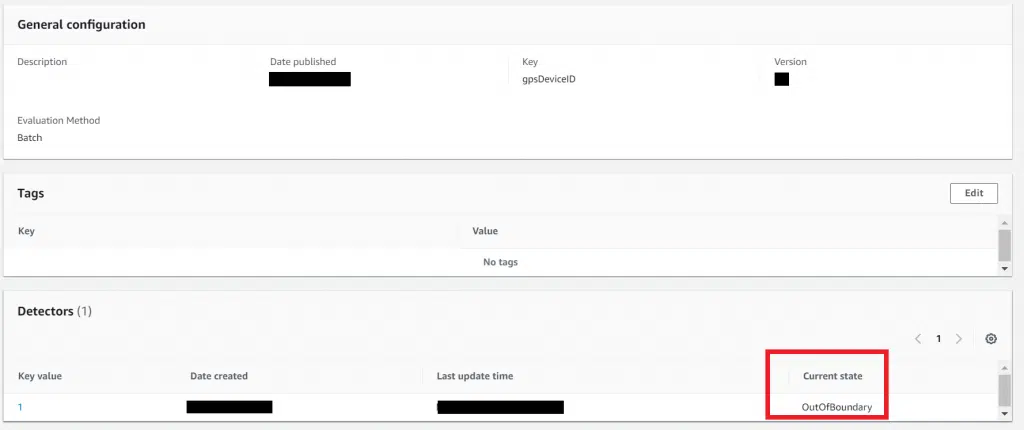 General configuration
Description Date published Key Version
gpsDeviceID
Evaluation Method
Batch
Tags
Edit
Key Value
No tags
Detectors (1)
1
Key value Date created Last update time Current state
1 OutOfBoundary